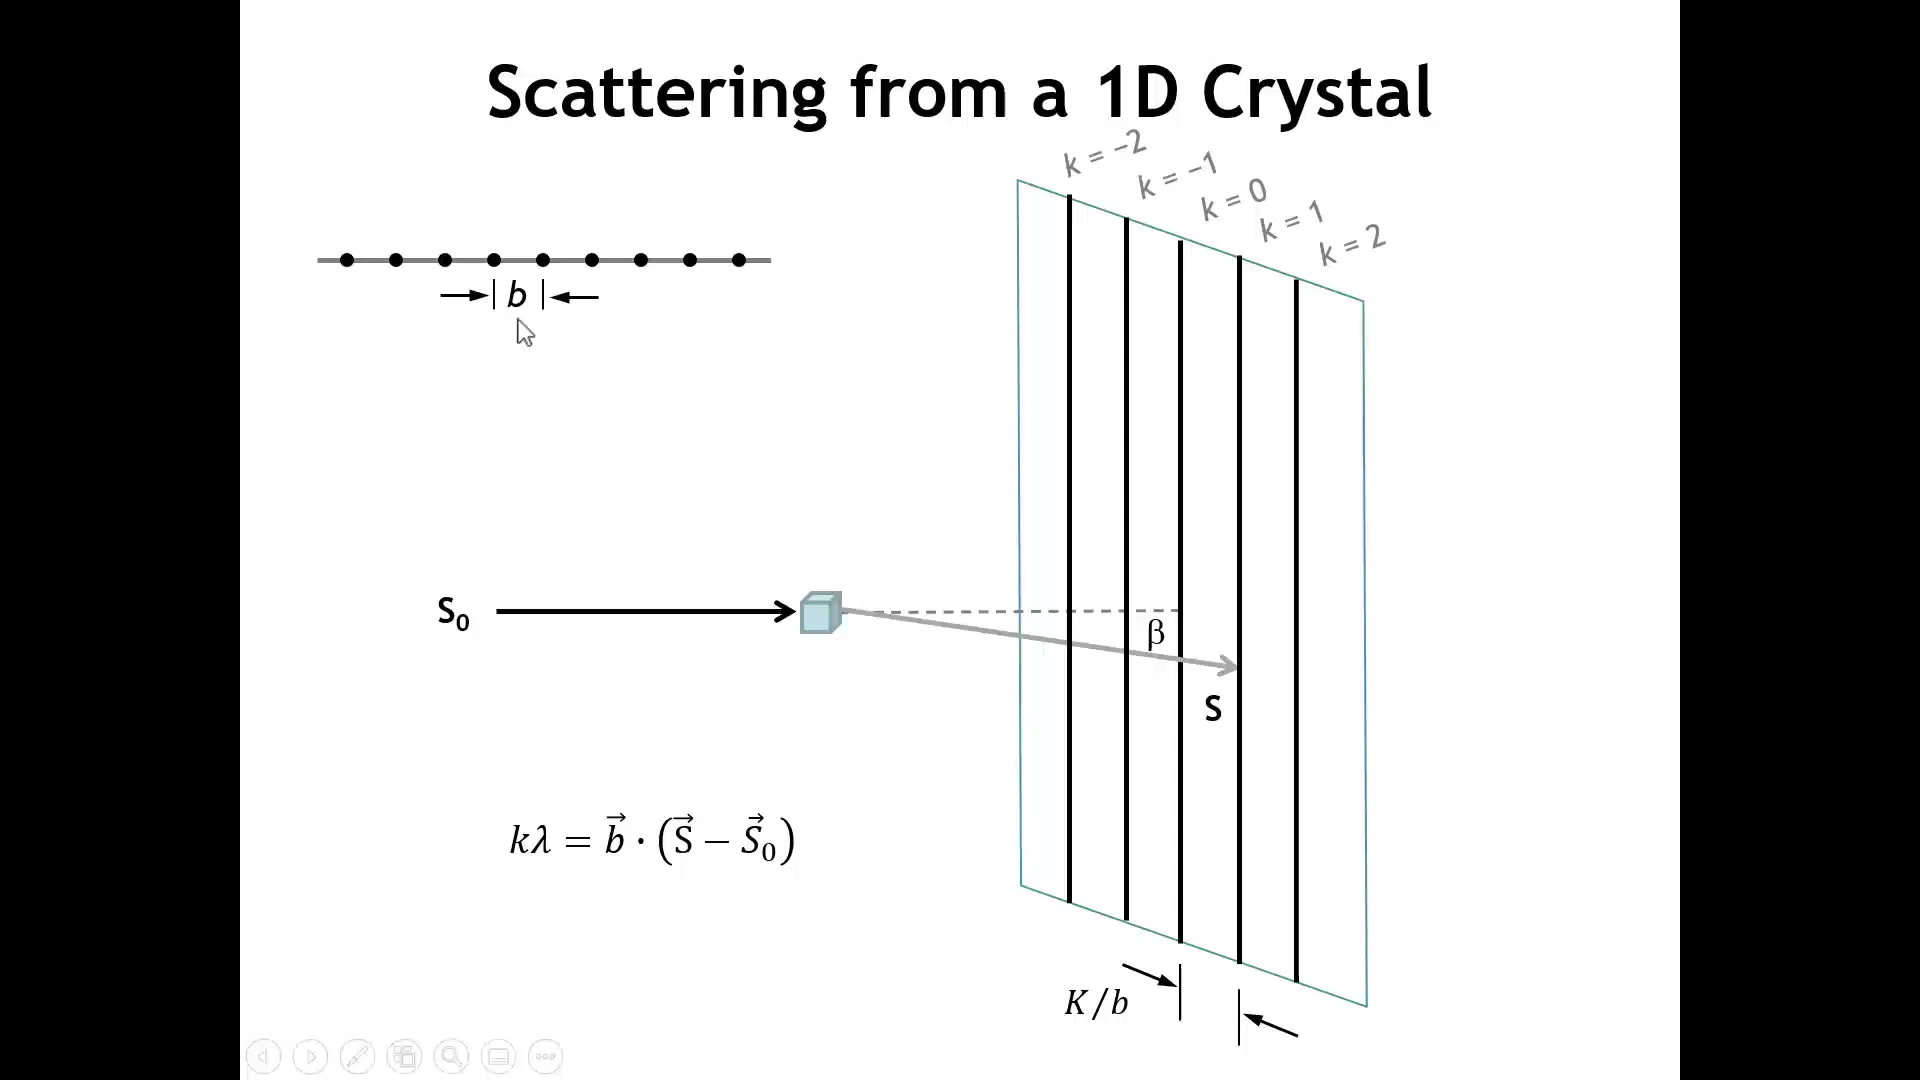 Scattering from a 1D Crystal
k = −2
k = −1
k = 0
k = 1
k = 2
b
S₀
β
S
kλ = b⃗ · (S⃗ − S⃗₀)
K/b